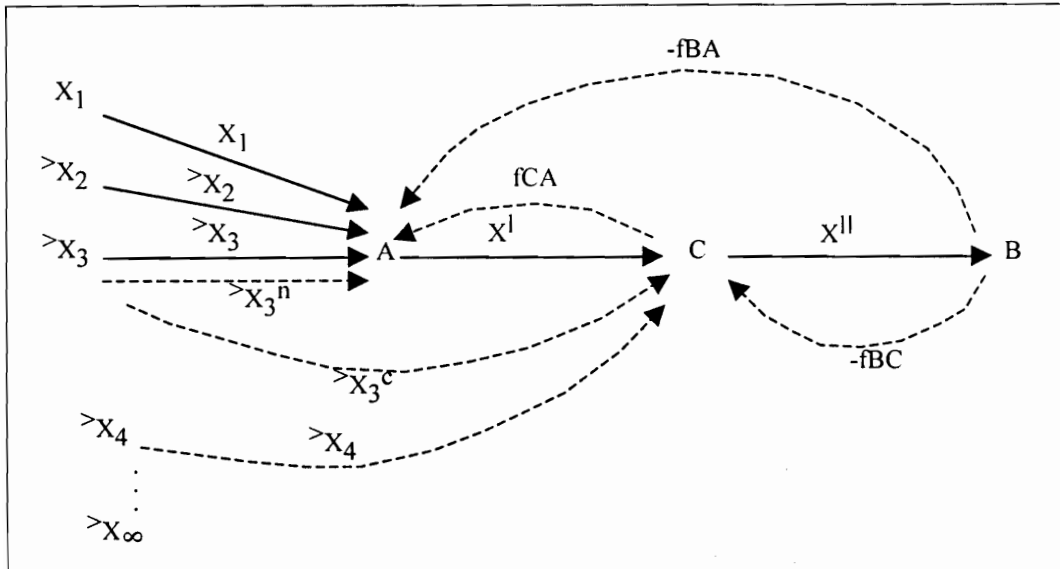 -fBA
X₁
X₁
>X₂
>X₂
fCA
>X₃
>X₃
A
Xᴵ
C
Xᴵᴵ
B
>X₃ⁿ
>X₃ᶜ
-fBC
>X₄
>X₄
>X∞